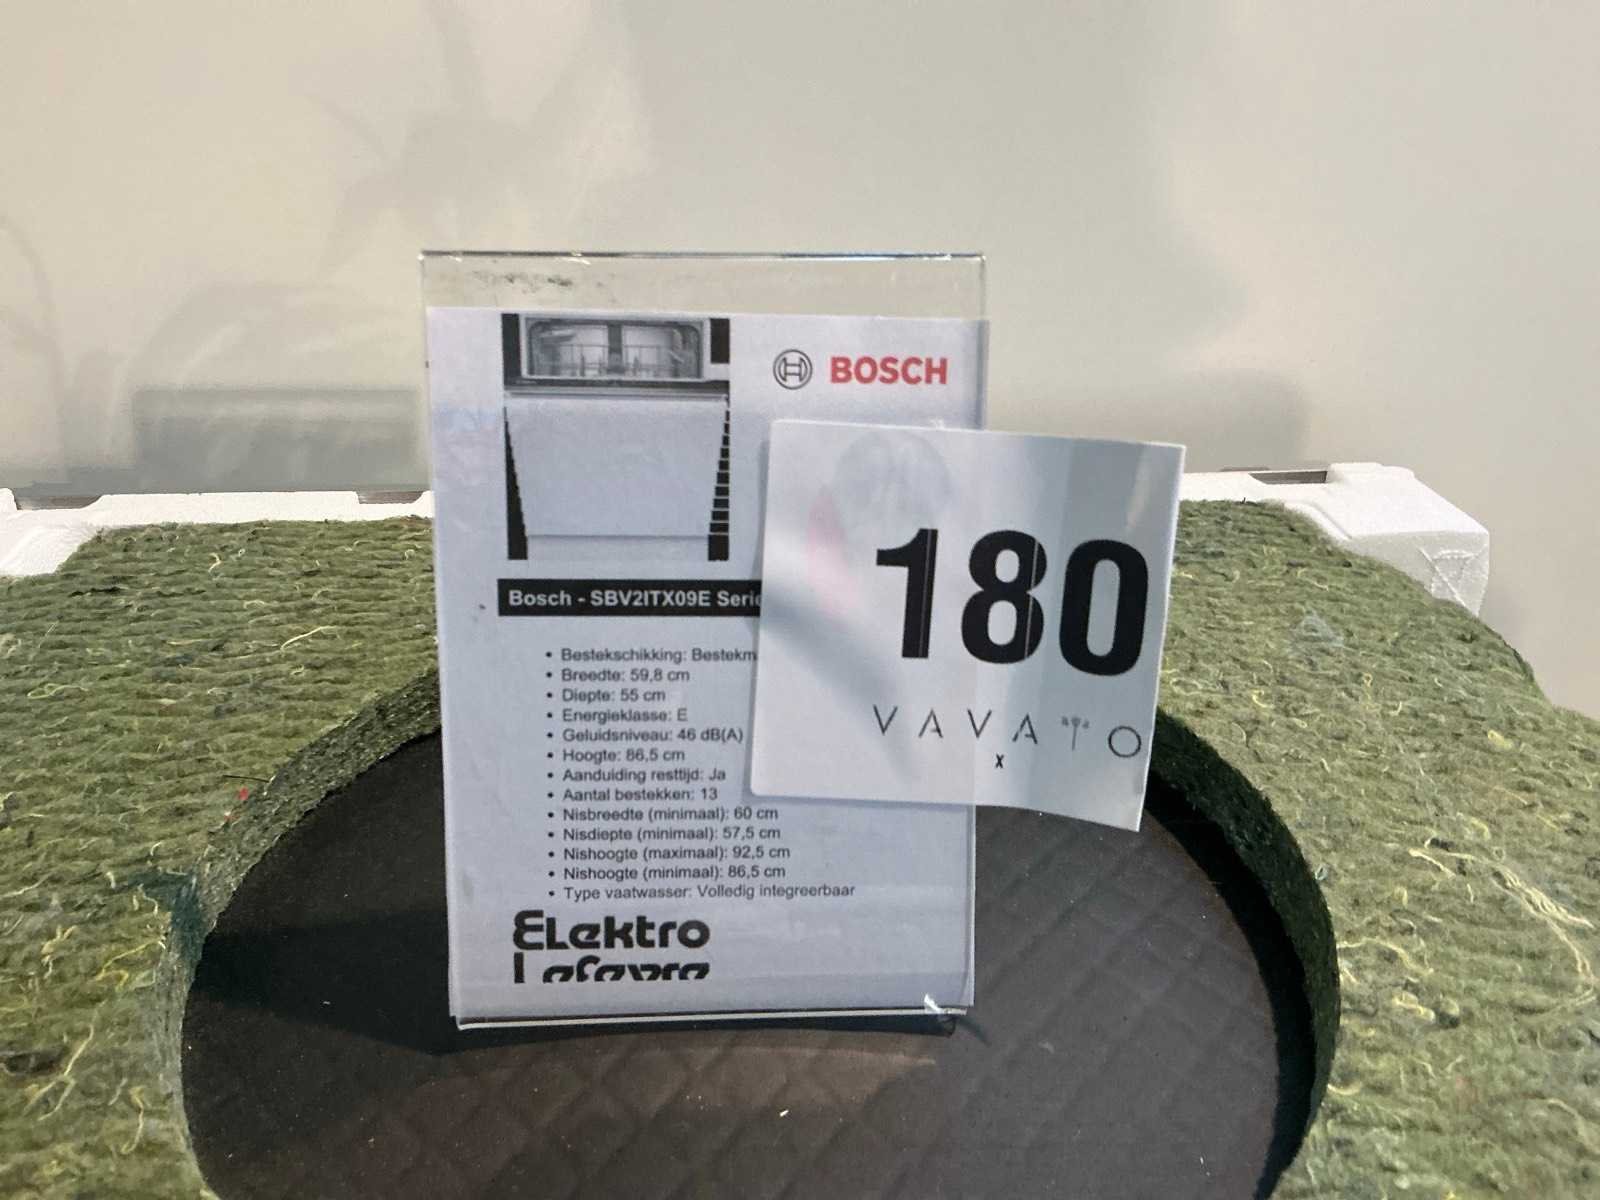 BOSCH
180
VAVATO
x
Bosch - SBV2ITX09E Serie
• Bestekschikking:
• Breedte: 59,8 cm
• Diepte: 55 cm
• Energieklasse: E
• Geluidsniveau: 46 dB(A)
• Hoogte: 86,5 cm
• Aanduiding resttijd: Ja
• Aantal bestekken: 13
• Nisbreedte (minimaal): 60 cm
• Nisdiepte (minimaal): 57,5 cm
• Nishoogte (maximaal): 92,5 cm
• Nishoogte (minimaal): 86,5 cm
• Type vaatwasser: Volledig integreerbaar
ELektro